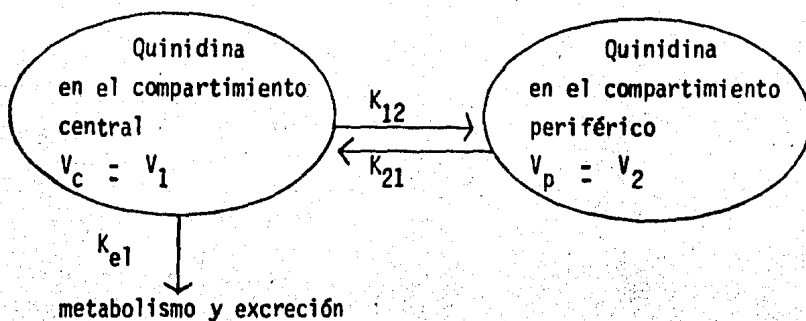 Quinidina
en el compartimiento
central
V_c = V_1
K_12
K_21
Quinidina
en el compartimiento
periférico
V_p = V_2
K_el
metabolismo y excreción